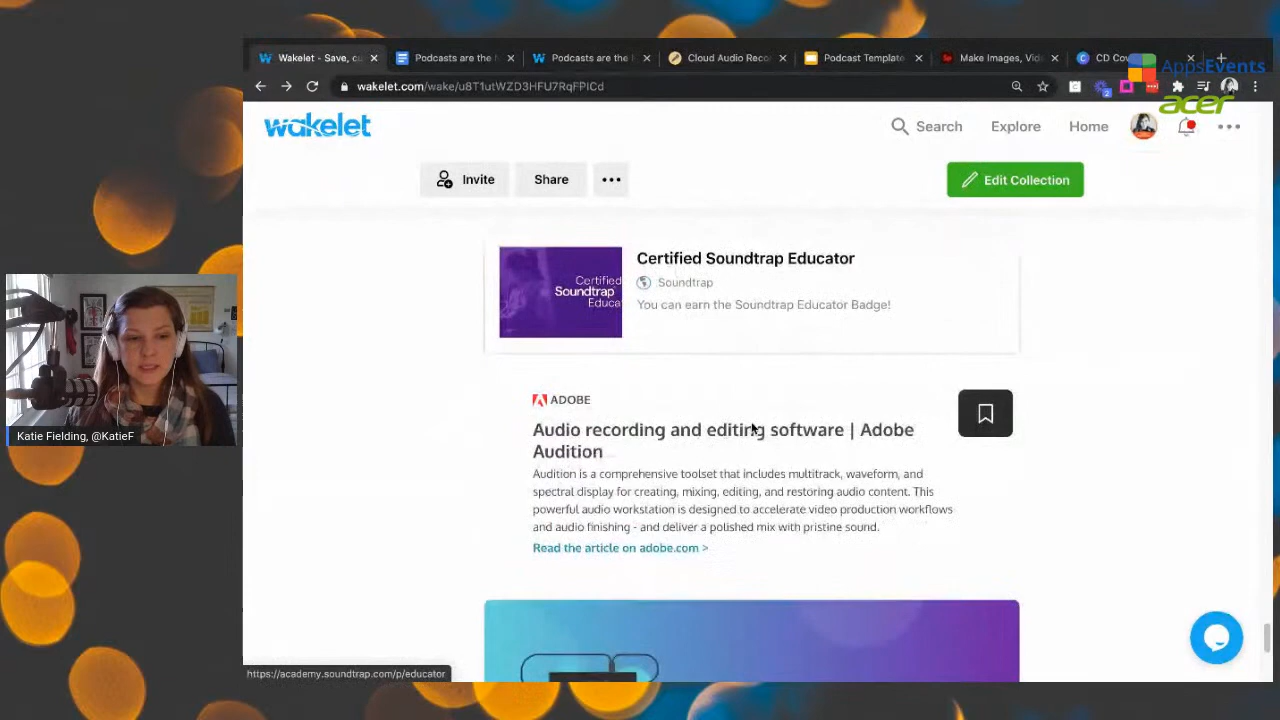 Wakelet - Save, cu
Podcasts are the N
Podcasts are the N
Cloud Audio Reco
Podcast Template
Make Images, Vid
CD Cov
AppsEvents
wakelet.com/wake/u8T1utWZD3HFU7RqFPICd
acer
wakelet
Search
Explore
Home
Invite
Share
Edit Collection
Certified
Soundtrap
Educa
Certified Soundtrap Educator
Soundtrap
You can earn the Soundtrap Educator Badge!
ADOBE
Audio recording and editing software | Adobe
Audition
Audition is a comprehensive toolset that includes multitrack, waveform, and
spectral display for creating, mixing, editing, and restoring audio content. This
powerful audio workstation is designed to accelerate video production workflows
and audio finishing - and deliver a polished mix with pristine sound.
Read the article on adobe.com >
Katie Fielding, @KatieF
https://academy.soundtrap.com/p/educator